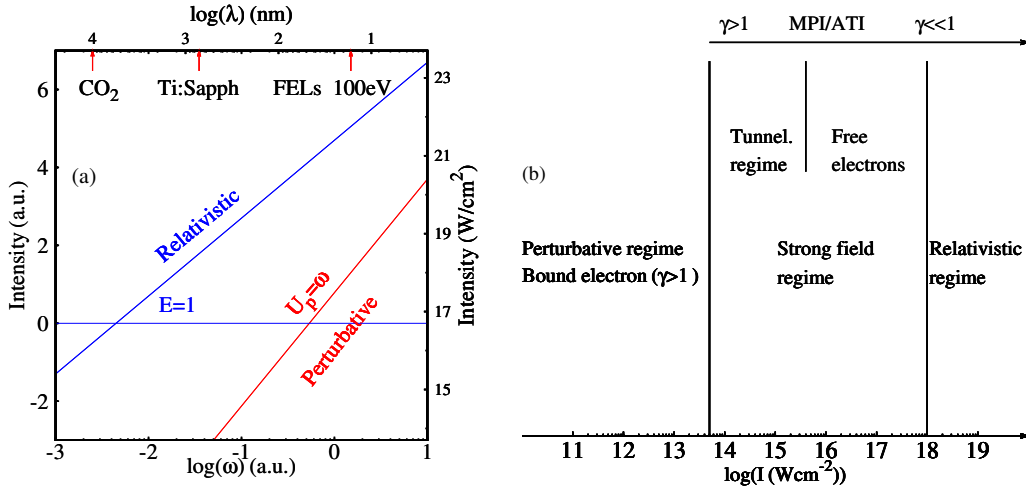 log(λ) (nm)
4 3 2 1
CO2 Ti:Sapph FELs 100eV
6
4
2
0
-2
Intensity (a.u.)
(a)
Relativistic
E=1
Up=ω
Perturbative
23
21
19
17
15
Intensity (W/cm2)
-3 -2 -1 0 1
log(ω) (a.u.)
γ>1 MPI/ATI γ<<1
Tunnel. Free
regime electrons
(b)
Perturbative regime Strong field Relativistic
Bound electron (γ>1 ) regime regime
11 12 13 14 15 16 17 18 19
log(I (Wcm-2))